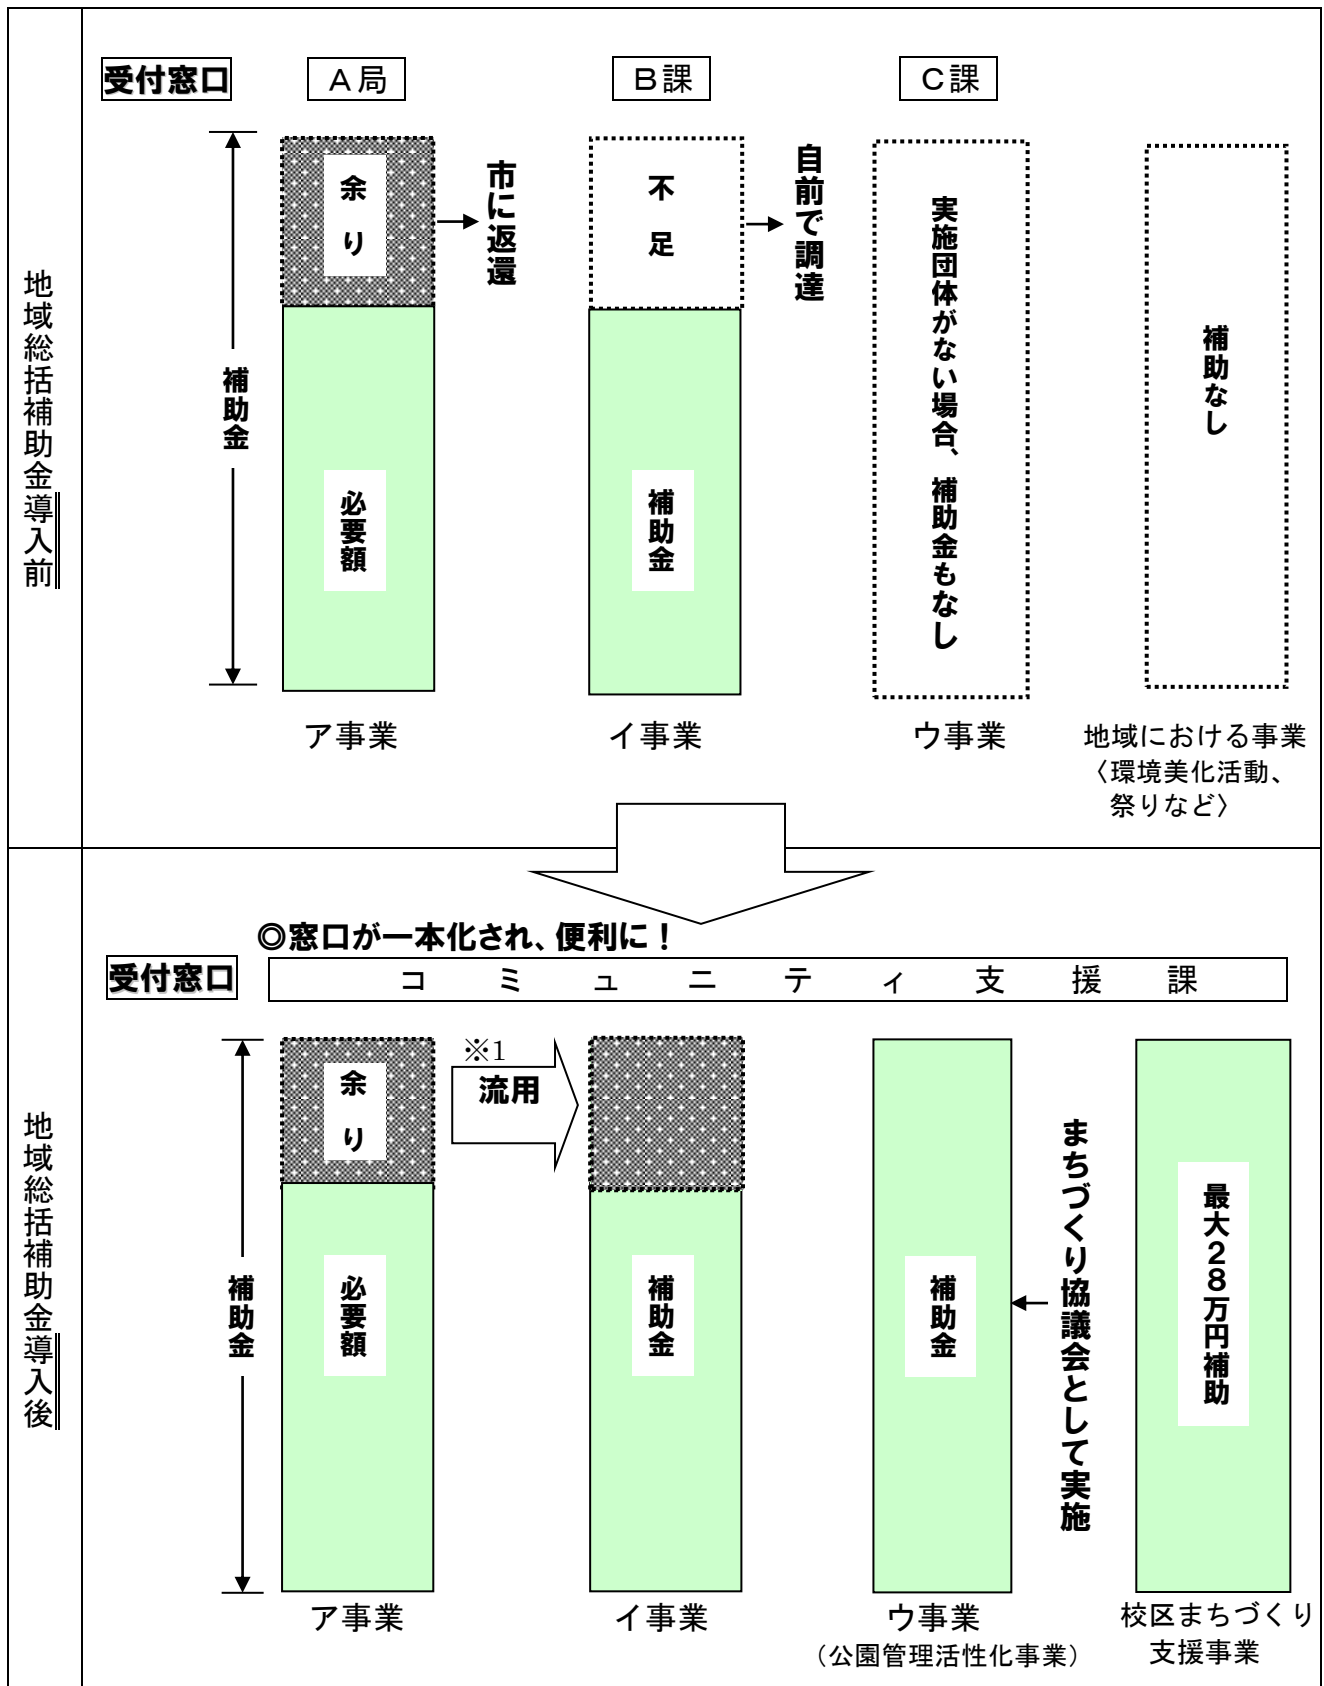 地域総括補助金導入前
受付窓口
A局
B課
C課
補助金
余り
市に返還
必要額
不足
自前で調達
補助金
実施団体がない場合、補助金もなし
補助なし
ア事業
イ事業
ウ事業
地域における事業
〈環境美化活動、
祭りなど〉
地域総括補助金導入後
◎窓口が一本化され、便利に！
受付窓口
コミュニティ支援課
補助金
余り
必要額
※1
流用
補助金
補助金
まちづくり協議会として実施
最大28万円補助
ア事業
イ事業
ウ事業
（公園管理活性化事業）
校区まちづくり
支援事業